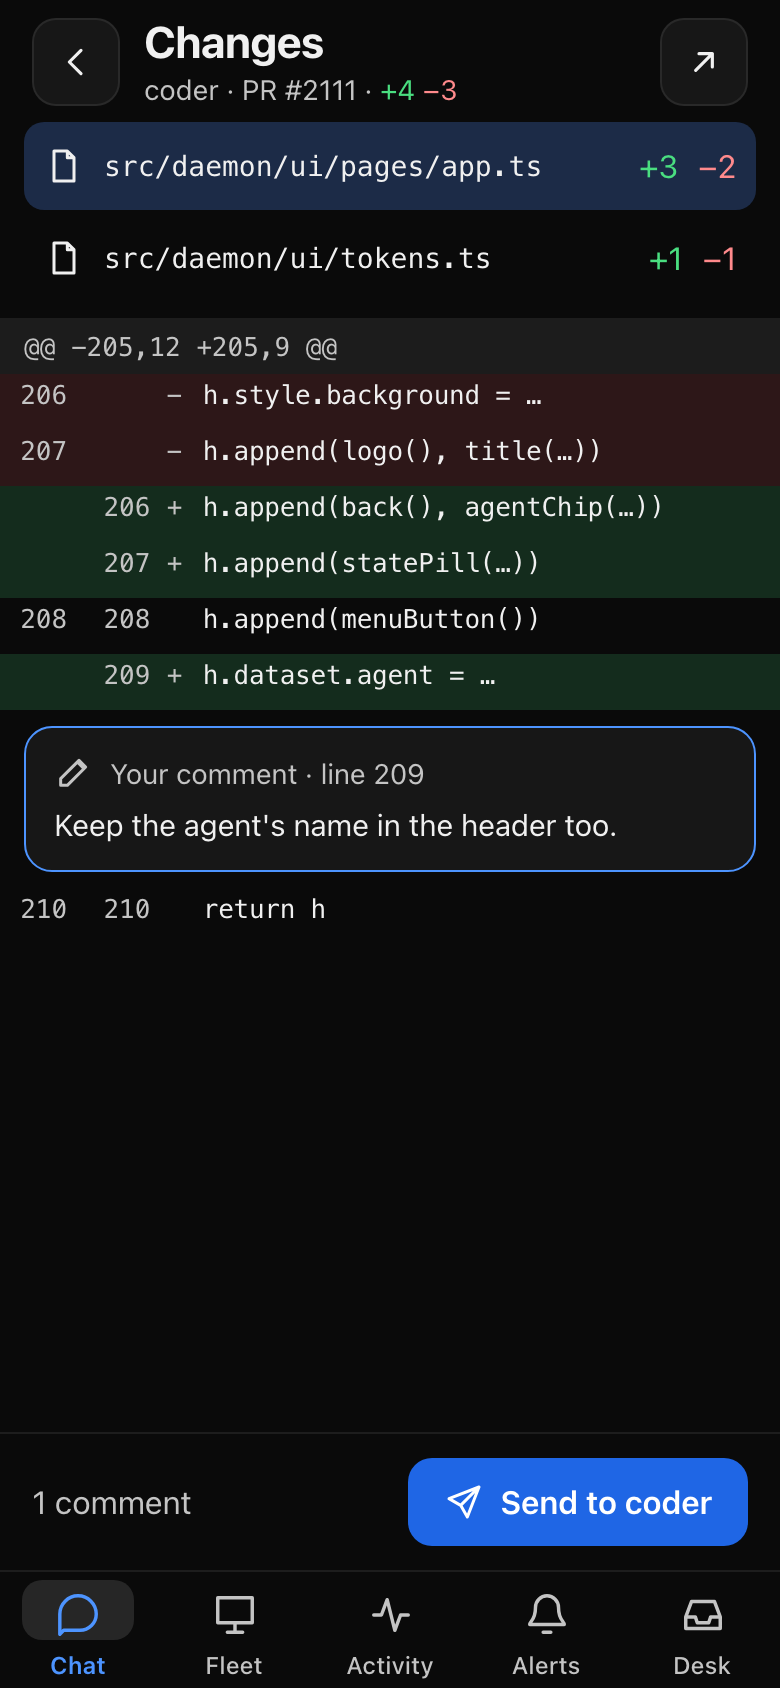 Changes
coder · PR #2111 · +4 −3
src/daemon/ui/pages/app.ts +3 −2
src/daemon/ui/tokens.ts +1 −1
@@ −205,12 +205,9 @@
206 − h.style.background = …
207 − h.append(logo(), title(…))
206 + h.append(back(), agentChip(…))
207 + h.append(statePill(…))
208 208 h.append(menuButton())
209 + h.dataset.agent = …
Your comment · line 209
Keep the agent's name in the header too.
210 210 return h
1 comment
Send to coder
Chat Fleet Activity Alerts Desk